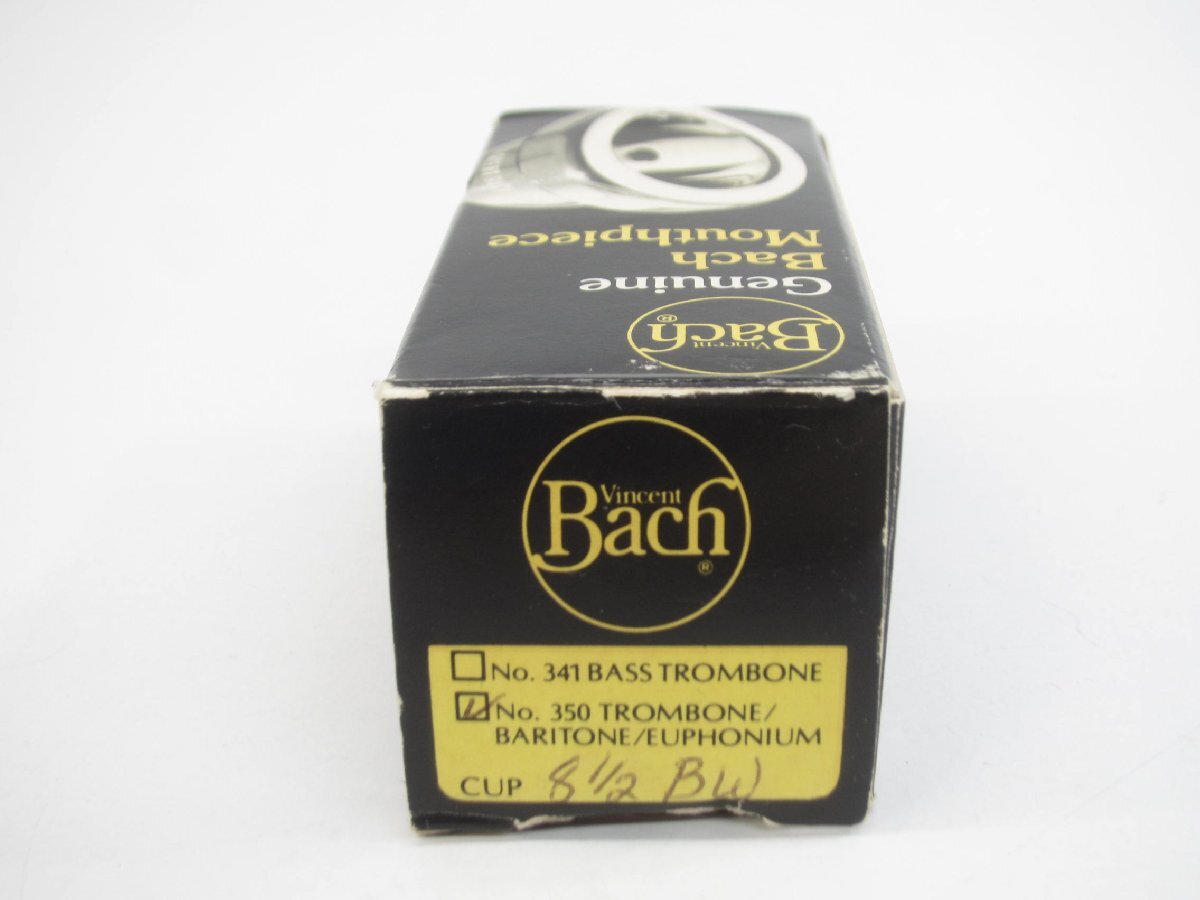 Genuine
Bach
Mouthpiece
Vincent
Bach®
Vincent
Bach
®
No. 341 BASS TROMBONE
No. 350 TROMBONE/
BARITONE/EUPHONIUM
CUP 8 1/2 BW